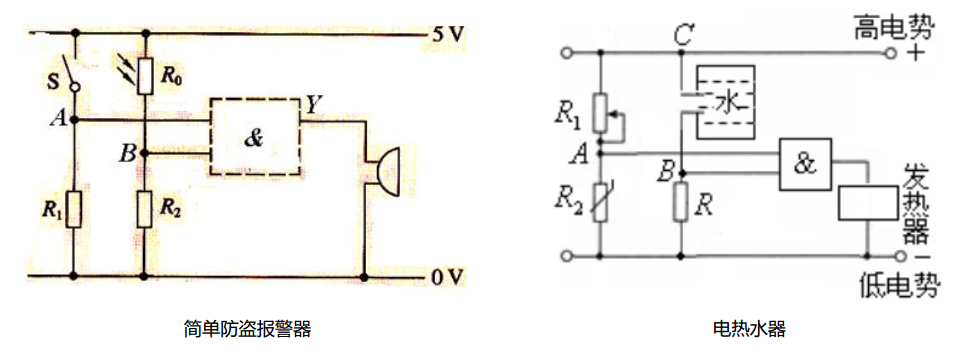 5 V
S
R₀
A
Y
&
B
R₁
R₂
0 V
简单防盗报警器
高电势
C
+
水
R₁
A
&
B
R₂
R
发热器
−
低电势
电热水器